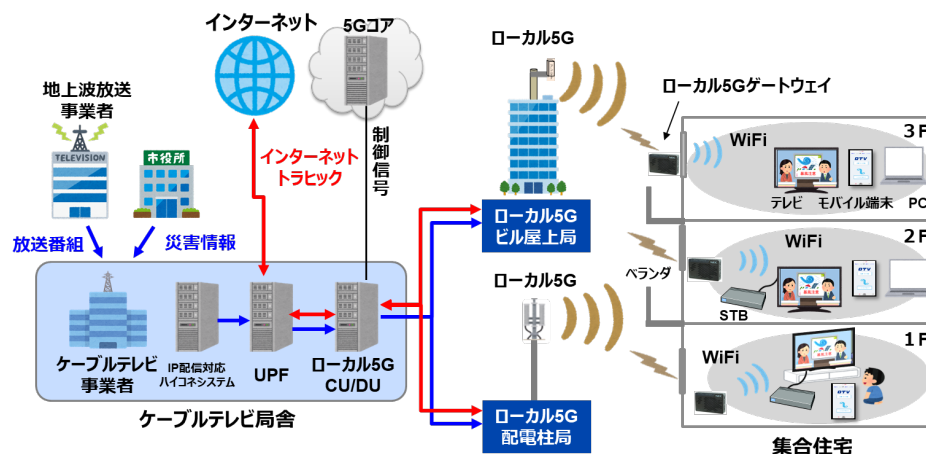 インターネット
5Gコア
ローカル5G
地上波放送
事業者
TELEVISION
市役所
放送番組
災害情報
インターネット
トラヒック
制御信号
ケーブルテレビ
事業者
IP配信対応
ハイコネシステム
UPF
ローカル5G
CU/DU
ケーブルテレビ局舎
ローカル5G
ビル屋上局
ローカル5G
ローカル5G
配電柱局
ローカル5Gゲートウェイ
3F
WiFi
テレビ
モバイル端末
PC
2F
WiFi
ベランダ
STB
1F
WiFi
集合住宅